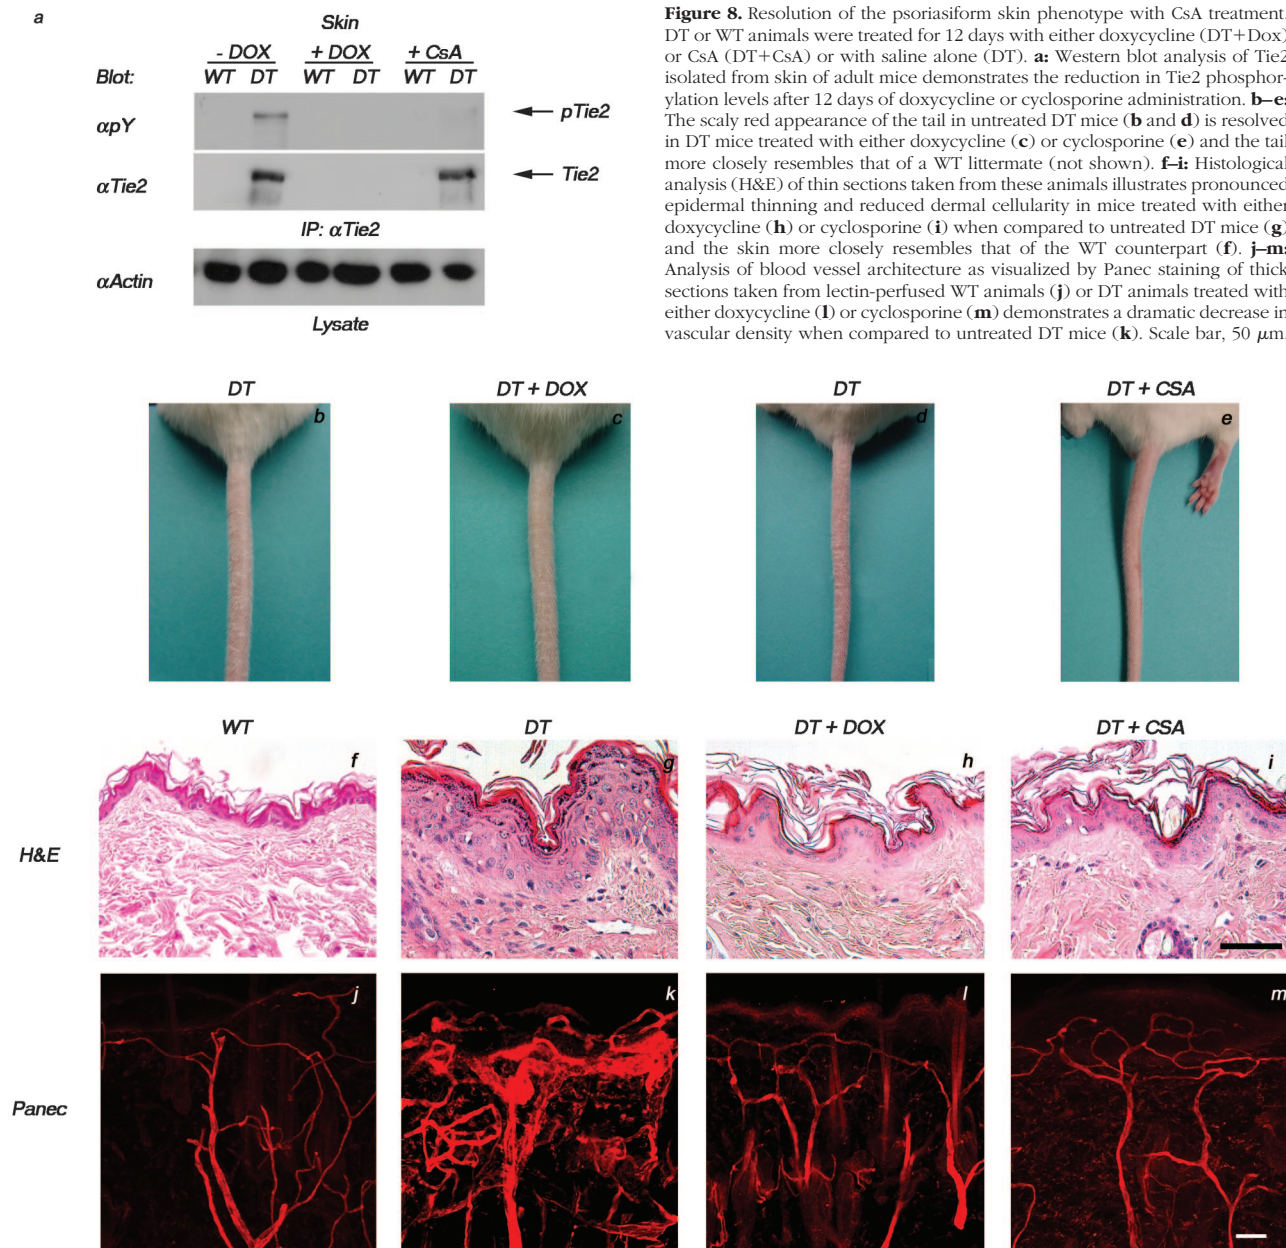 a
Skin
- DOX + DOX + CsA
Blot: WT DT WT DT WT DT
αpY
pTie2
αTie2
Tie2
IP: αTie2
αActin
Lysate
Figure 8. Resolution of the psoriasiform skin phenotype with CsA treatment.
DT or WT animals were treated for 12 days with either doxycycline (DT+Dox)
or CsA (DT+CsA) or with saline alone (DT). a: Western blot analysis of Tie2
isolated from skin of adult mice demonstrates the reduction in Tie2 phosphor-
ylation levels after 12 days of doxycycline or cyclosporine administration. b–e:
The scaly red appearance of the tail in untreated DT mice (b and d) is resolved
in DT mice treated with either doxycycline (c) or cyclosporine (e) and the tail
more closely resembles that of a WT littermate (not shown). f–i: Histological
analysis (H&E) of thin sections taken from these animals illustrates pronounced
epidermal thinning and reduced dermal cellularity in mice treated with either
doxycycline (h) or cyclosporine (i) when compared to untreated DT mice (g)
and the skin more closely resembles that of the WT counterpart (f). j–m:
Analysis of blood vessel architecture as visualized by Panec staining of thick
sections taken from lectin-perfused WT animals (j) or DT animals treated with
either doxycycline (l) or cyclosporine (m) demonstrates a dramatic decrease in
vascular density when compared to untreated DT mice (k). Scale bar, 50 μm.
DT DT + DOX DT DT + CSA
b c d e
WT DT DT + DOX DT + CSA
f g h i
H&E
j k l m
Panec